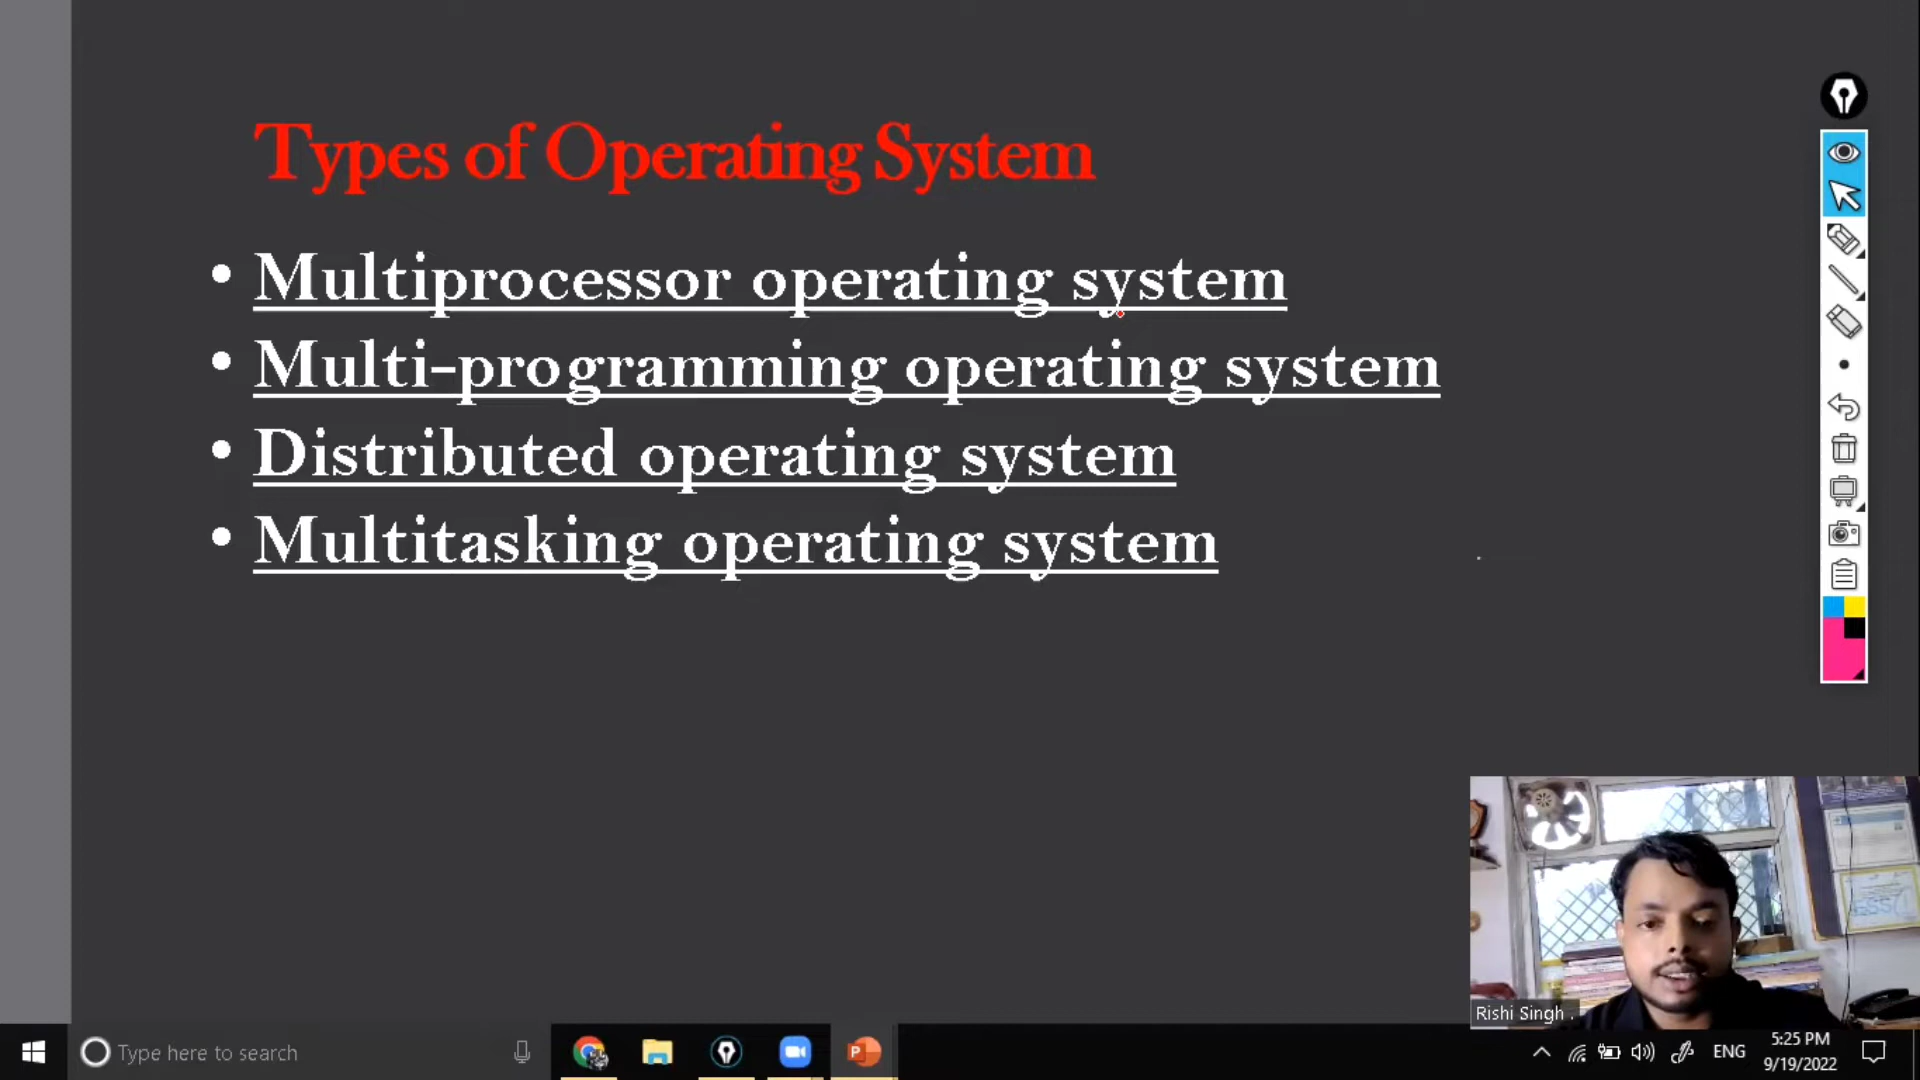 Types of Operating System
• Multiprocessor operating system
• Multi-programming operating system
• Distributed operating system
• Multitasking operating system
Rishi Singh .
Type here to search
ENG
5:25 PM
9/19/2022